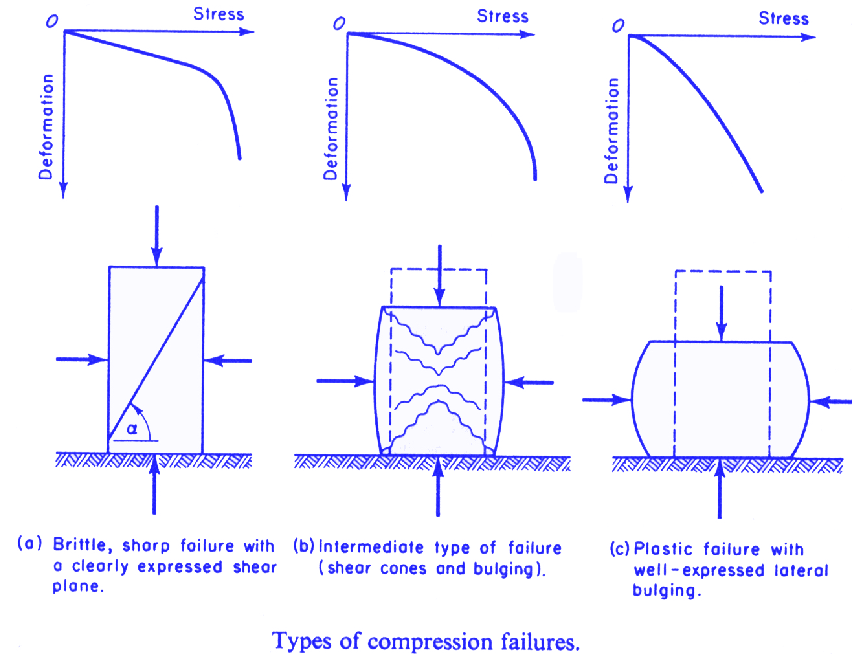 O Stress
Deformation
O Stress
Deformation
O Stress
Deformation
α
(a) Brittle, sharp failure with
a clearly expressed shear
plane.
(b) Intermediate type of failure
(shear cones and bulging).
(c) Plastic failure with
well-expressed lateral
bulging.
Types of compression failures.